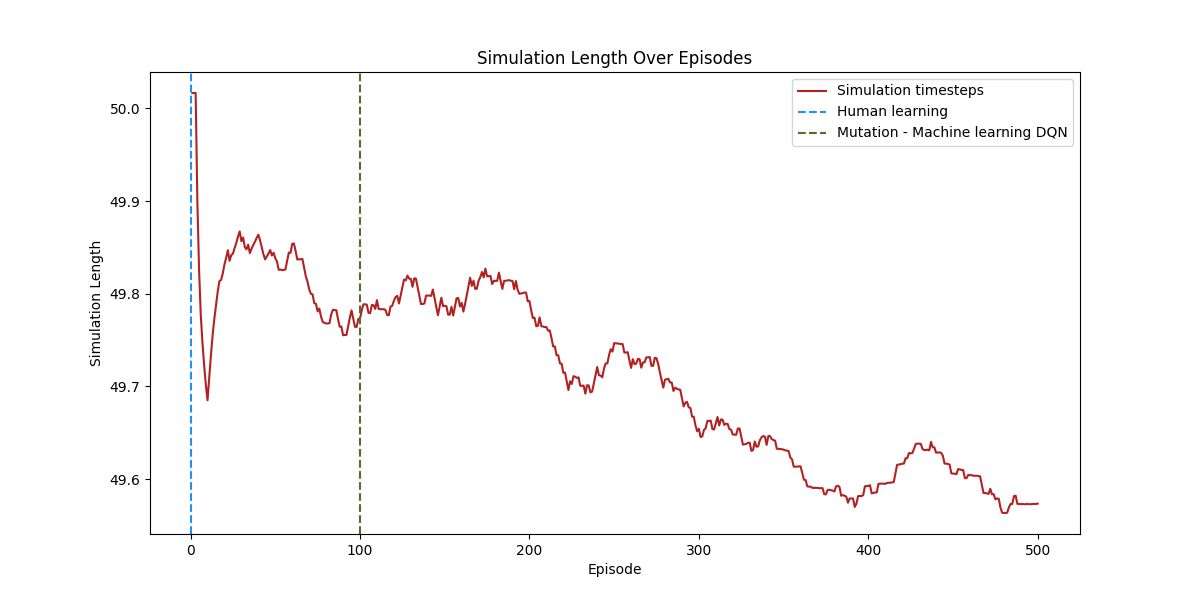 Simulation Length Over Episodes
Simulation timesteps
Human learning
Mutation - Machine learning DQN
Simulation Length
50.0
49.9
49.8
49.7
49.6
0 100 200 300 400 500
Episode